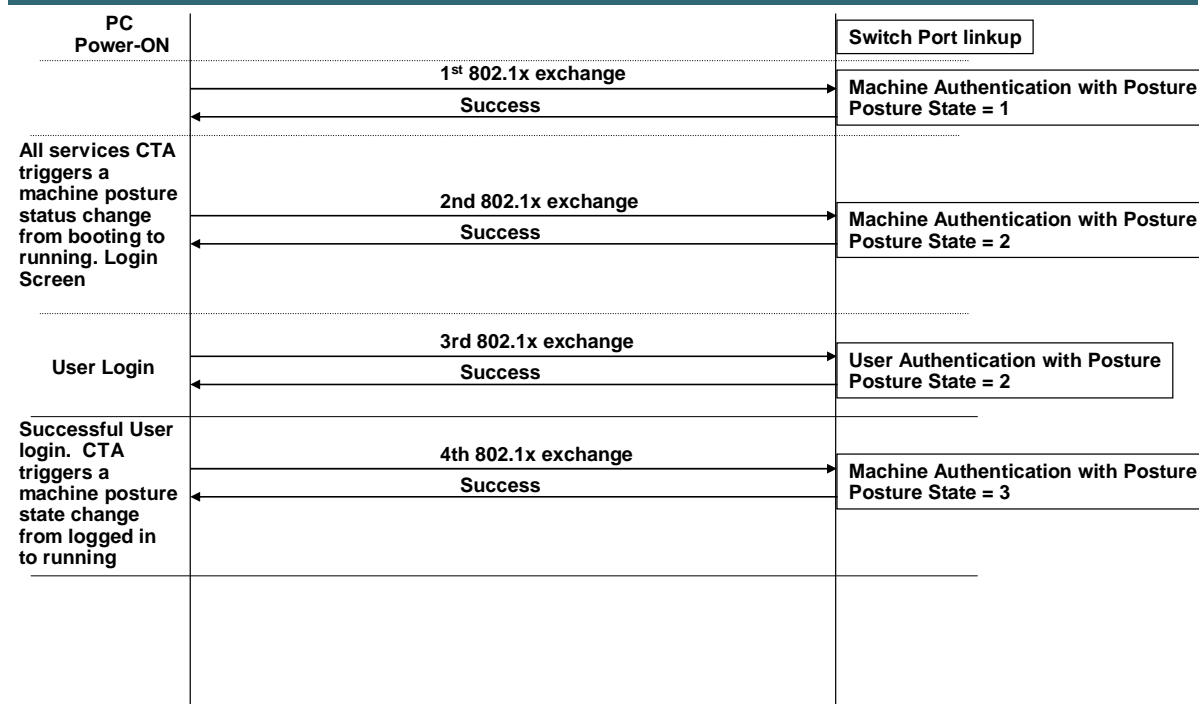 PC
Power-ON
Switch Port linkup
1st 802.1x exchange
Success
Machine Authentication with Posture
Posture State = 1
All services CTA
triggers a
machine posture
status change
from booting to
running. Login
Screen
2nd 802.1x exchange
Success
Machine Authentication with Posture
Posture State = 2
User Login
3rd 802.1x exchange
Success
User Authentication with Posture
Posture State = 2
Successful User
login. CTA
triggers a
machine posture
state change
from logged in
to running
4th 802.1x exchange
Success
Machine Authentication with Posture
Posture State = 3